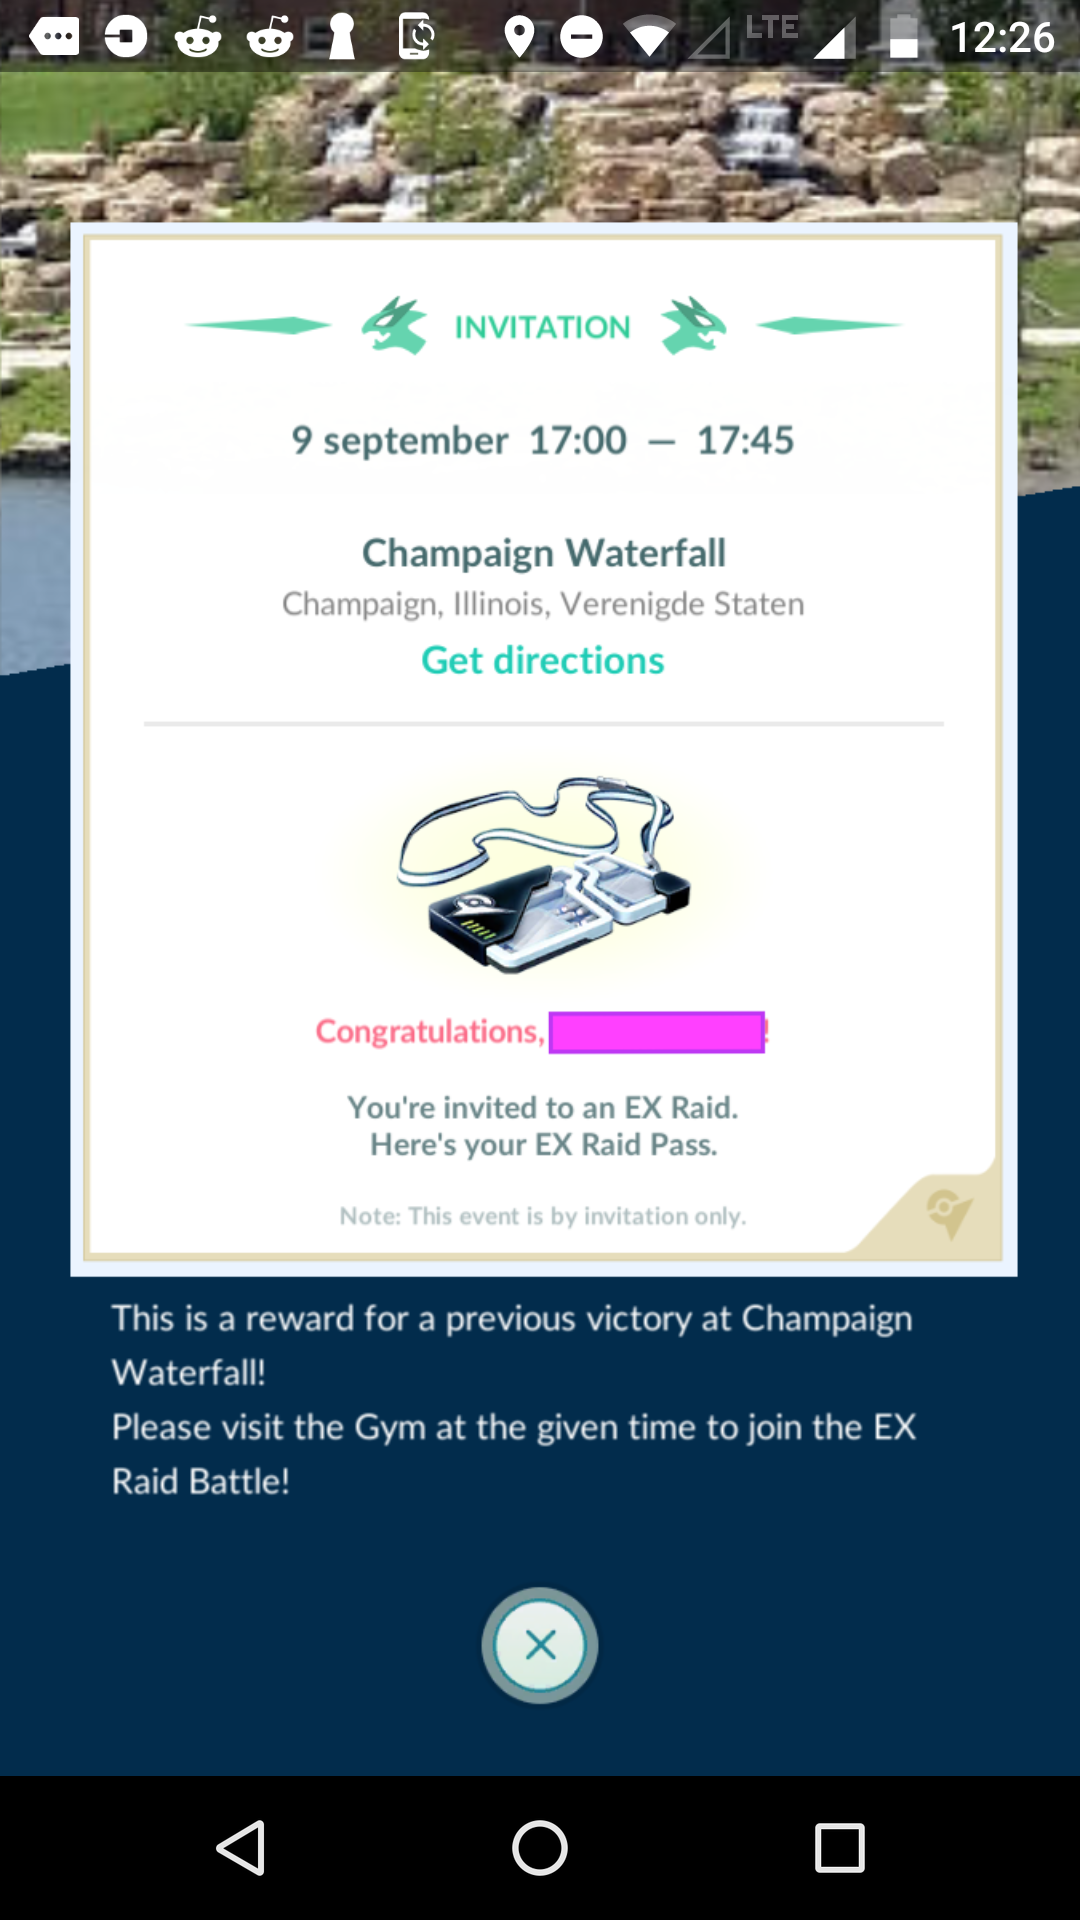 LTE 12:26
INVITATION
9 september 17:00 — 17:45
Champaign Waterfall
Champaign, Illinois, Verenigde Staten
Get directions
Congratulations, !
You're invited to an EX Raid.
Here's your EX Raid Pass.
Note: This event is by invitation only.
This is a reward for a previous victory at Champaign
Waterfall!
Please visit the Gym at the given time to join the EX
Raid Battle!